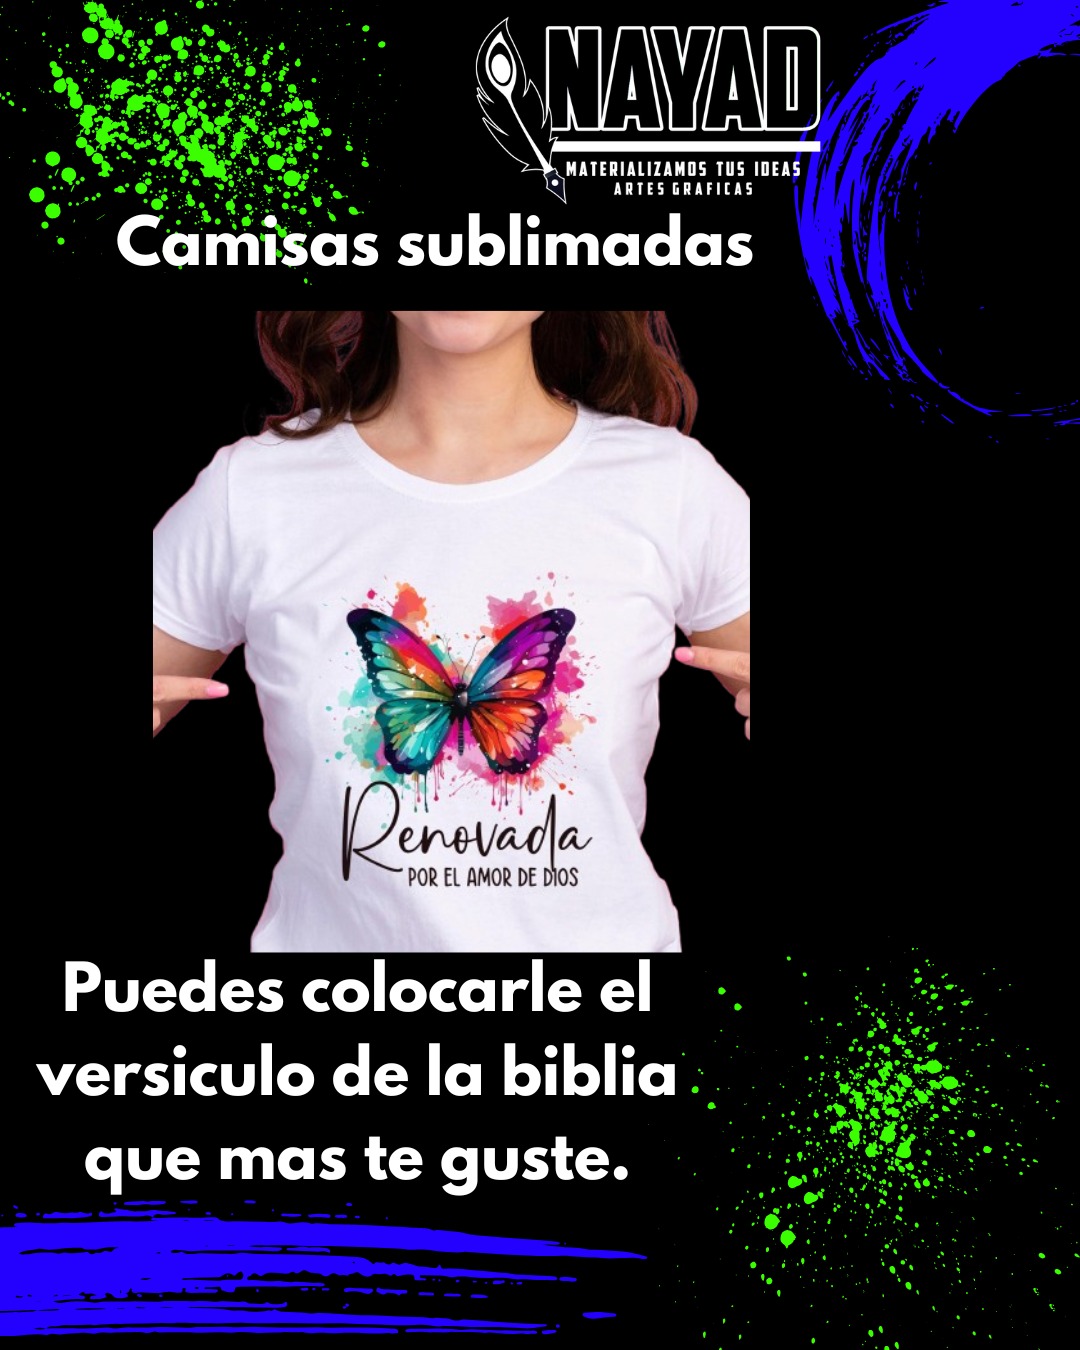 NAYAD
MATERIALIZAMOS TUS IDEAS
ARTES GRAFICAS
Camisas sublimadas
Renovada
POR EL AMOR DE DIOS
Puedes colocarle el
versiculo de la biblia
que mas te guste.